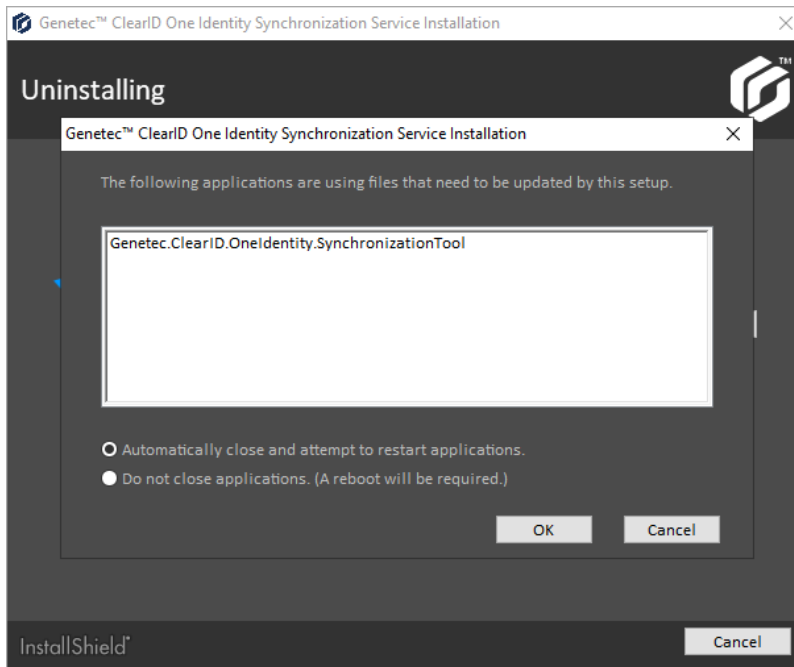 Genetec™ ClearID One Identity Synchronization Service Installation
Uninstalling
TM
Genetec™ ClearID One Identity Synchronization Service Installation
The following applications are using files that need to be updated by this setup.
Genetec.ClearID.OneIdentity.SynchronizationTool
Automatically close and attempt to restart applications.
Do not close applications. (A reboot will be required.)
OK Cancel
InstallShield®
Cancel